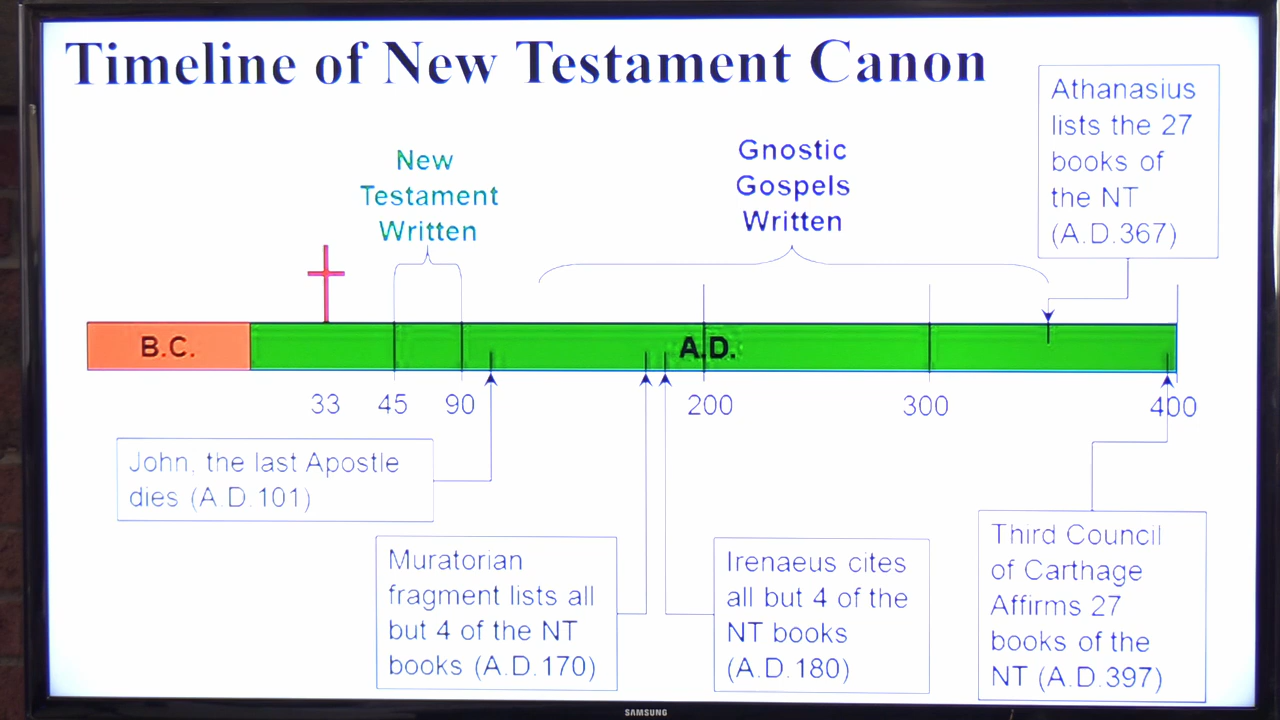 Timeline of New Testament Canon
Athanasius
lists the 27
books of
the NT
(A.D.367)
New
Testament
Written
Gnostic
Gospels
Written
B.C.
A.D.
33
45
90
200
300
400
John, the last Apostle
dies (A.D.101)
Muratorian
fragment lists all
but 4 of the NT
books (A.D.170)
Irenaeus cites
all but 4 of the
NT books
(A.D.180)
Third Council
of Carthage
Affirms 27
books of the
NT (A.D.397)
SAMSUNG